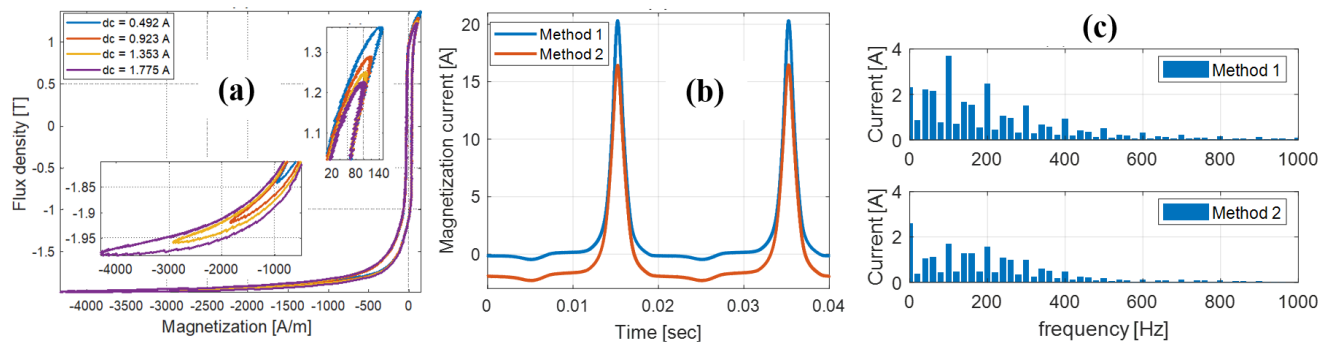 dc = 0.492 A
dc = 0.923 A
dc = 1.353 A
dc = 1.775 A
(a)
1.3
1.2
1.1
20 80 140
-1.85
-1.9
-1.95
-4000 -3000 -2000 -1000
1
0.5
0
-0.5
-1
-1.5
-4000 -3500 -3000 -2500 -2000 -1500 -1000 -500 0
Flux density [T]
Magnetization [A/m]
(b)
Method 1
Method 2
20
15
10
5
0
0 0.01 0.02 0.03 0.04
Magnetization current [A]
Time [sec]
(c)
Method 1
4
2
0
0 200 400 600 800 1000
Current [A]
Method 2
4
2
0
0 200 400 600 800 1000
Current [A]
frequency [Hz]